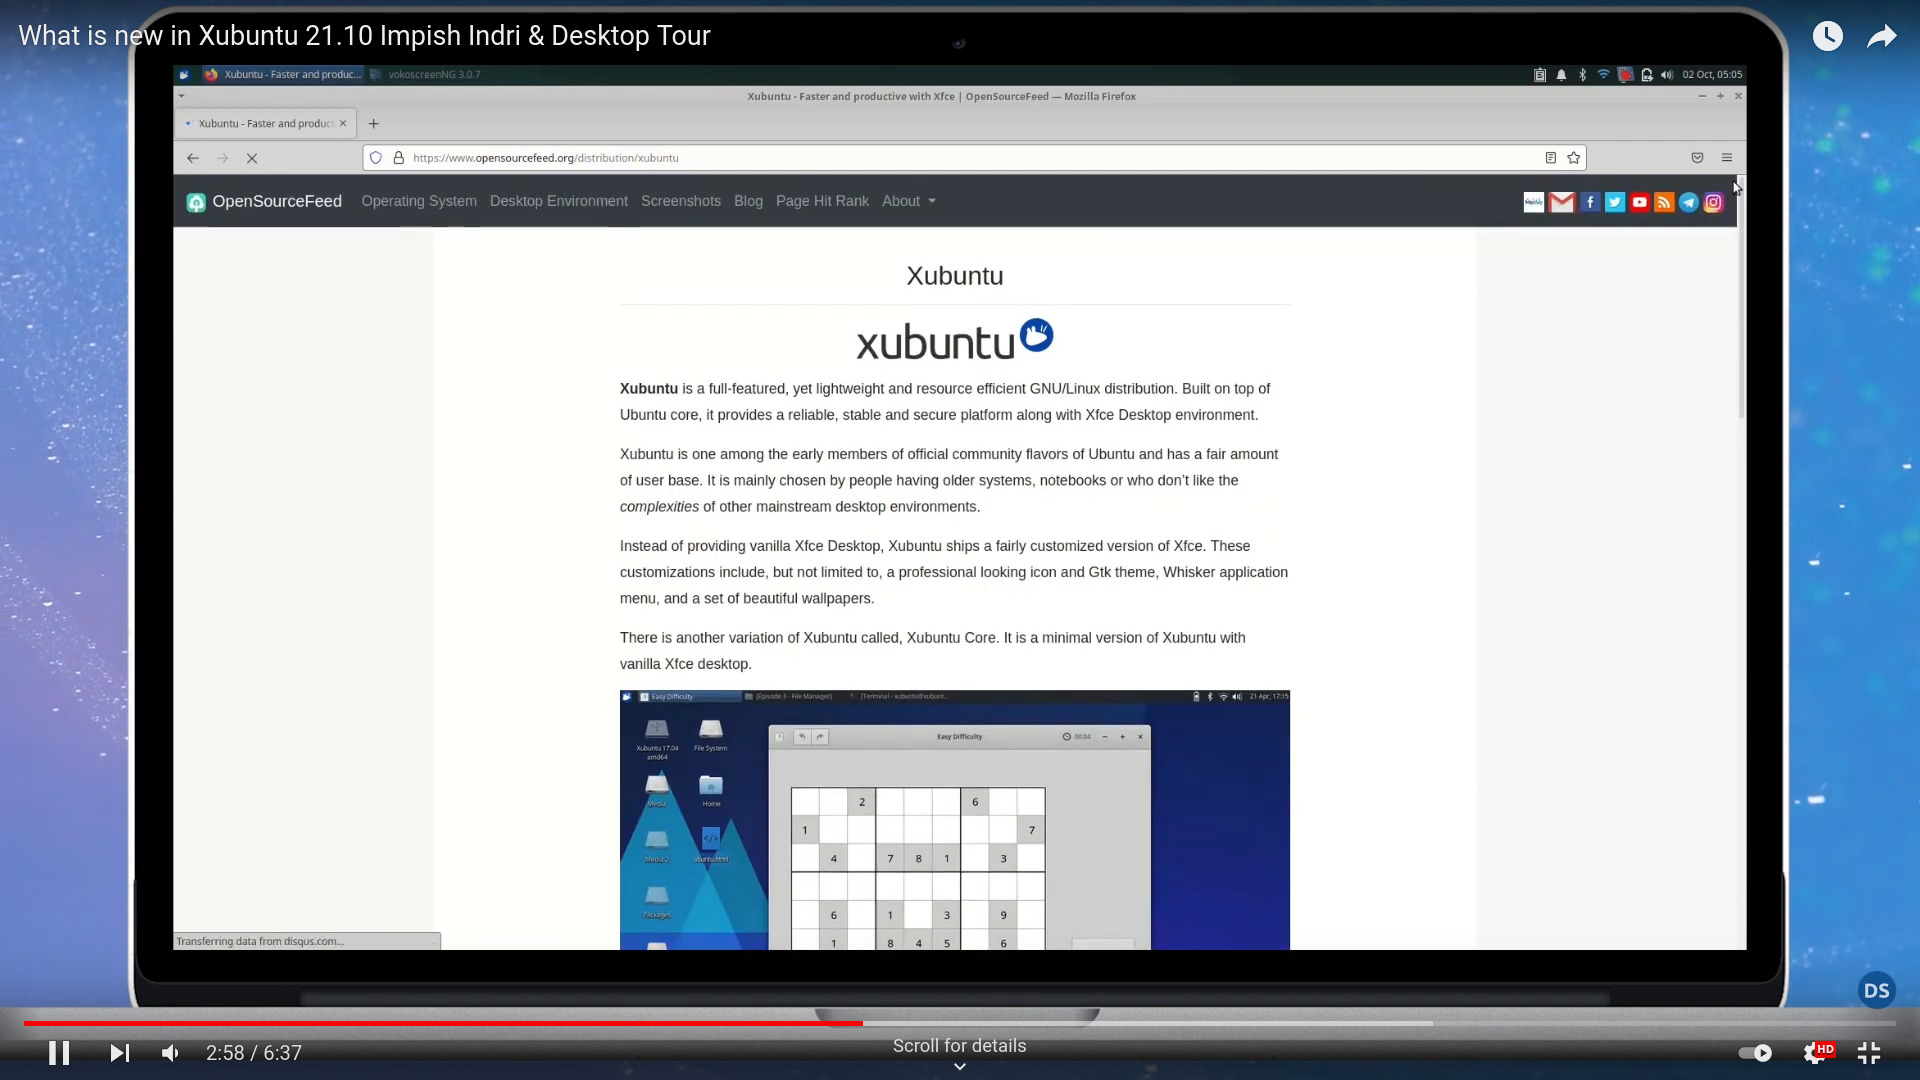 What is new in Xubuntu 21.10 Impish Indri & Desktop Tour
Xubuntu - Faster and produc... vokoscreenNG 3.0.7
02 Oct, 05:05
Xubuntu - Faster and productive with Xfce | OpenSourceFeed — Mozilla Firefox
Xubuntu - Faster and product
https://www.opensourcefeed.org/distribution/xubuntu
OpenSourceFeed Operating System Desktop Environment Screenshots Blog Page Hit Rank About
Xubuntu
xubuntu
Xubuntu is a full-featured, yet lightweight and resource efficient GNU/Linux distribution. Built on top of
Ubuntu core, it provides a reliable, stable and secure platform along with Xfce Desktop environment.
Xubuntu is one among the early members of official community flavors of Ubuntu and has a fair amount
of user base. It is mainly chosen by people having older systems, notebooks or who don't like the
complexities of other mainstream desktop environments.
Instead of providing vanilla Xfce Desktop, Xubuntu ships a fairly customized version of Xfce. These
customizations include, but not limited to, a professional looking icon and Gtk theme, Whisker application
menu, and a set of beautiful wallpapers.
There is another variation of Xubuntu called, Xubuntu Core. It is a minimal version of Xubuntu with
vanilla Xfce desktop.
Easy Difficulty [Episode 3 - File Manager] [Terminal - xubuntu@xubunt...
21 Apr, 17:15
Easy Difficulty 00:04
Xubuntu 17.04 File System
amd64
Media Home
Media 2 ubuntu.html
Packages
2 6
1 7
4 7 8 1 3
6 1 3 9
1 8 4 5 6
Transferring data from disqus.com...
DS
2:58 / 6:37
Scroll for details
HD